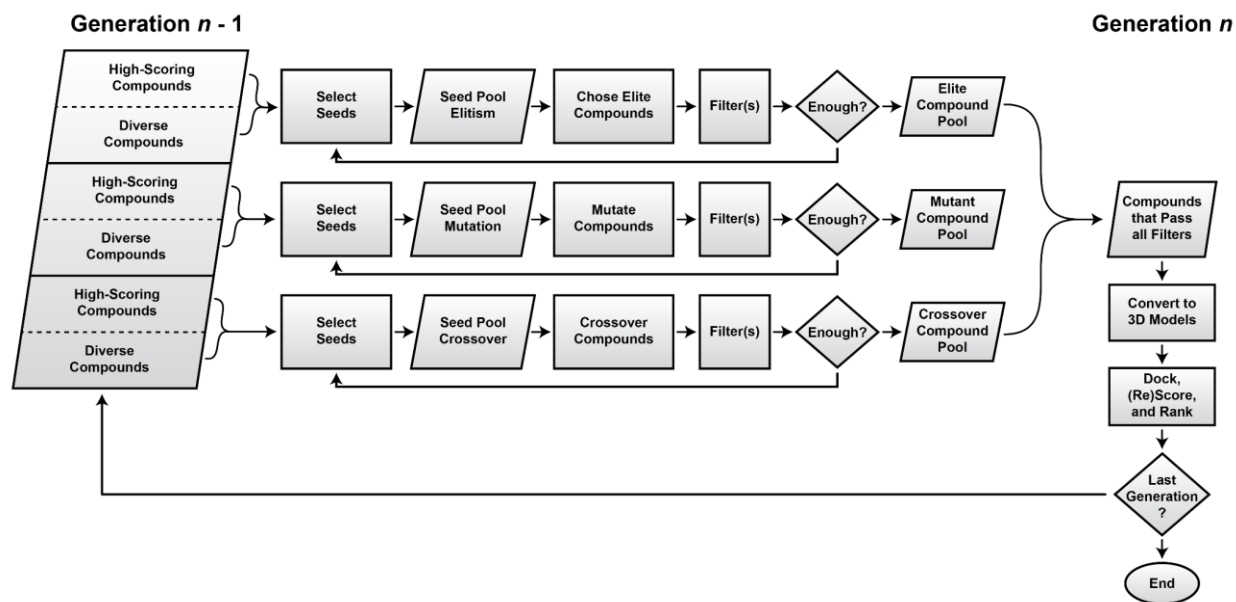 Generation n - 1
Generation n
High-Scoring
Compounds
Diverse
Compounds
Select
Seeds
Seed Pool
Elitism
Chose Elite
Compounds
Filter(s)
Enough?
Elite
Compound
Pool
High-Scoring
Compounds
Diverse
Compounds
Select
Seeds
Seed Pool
Mutation
Mutate
Compounds
Filter(s)
Enough?
Mutant
Compound
Pool
High-Scoring
Compounds
Diverse
Compounds
Select
Seeds
Seed Pool
Crossover
Crossover
Compounds
Filter(s)
Enough?
Crossover
Compound
Pool
Compounds
that Pass
all Filters
Convert to
3D Models
Dock,
(Re)Score,
and Rank
Last
Generation
?
End